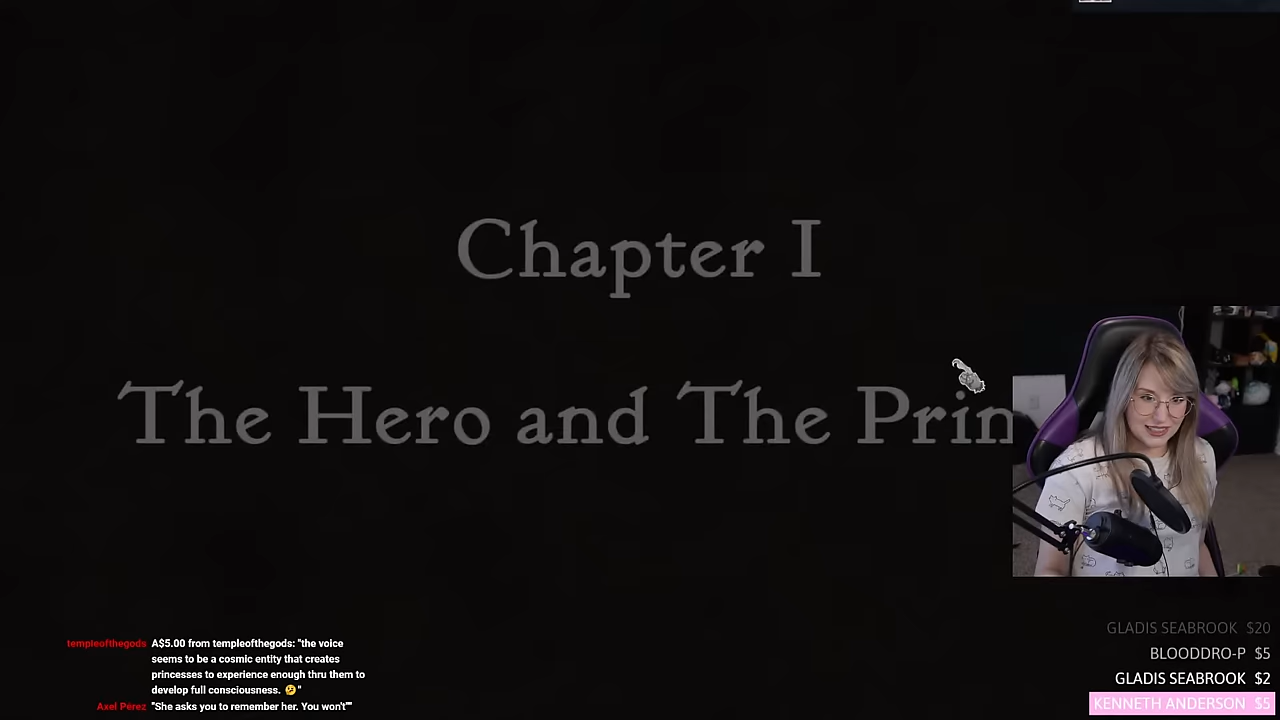 Chapter I
The Hero and The Prin
templeofthegods A$5.00 from templeofthegods: "the voice
seems to be a cosmic entity that creates
princesses to experience enough thru them to
develop full consciousness. 🤔"
Axel Pérez "She asks you to remember her. You won't""
GLADIS SEABROOK $20
BLOODDRO-P $5
GLADIS SEABROOK $2
KENNETH ANDERSON $5